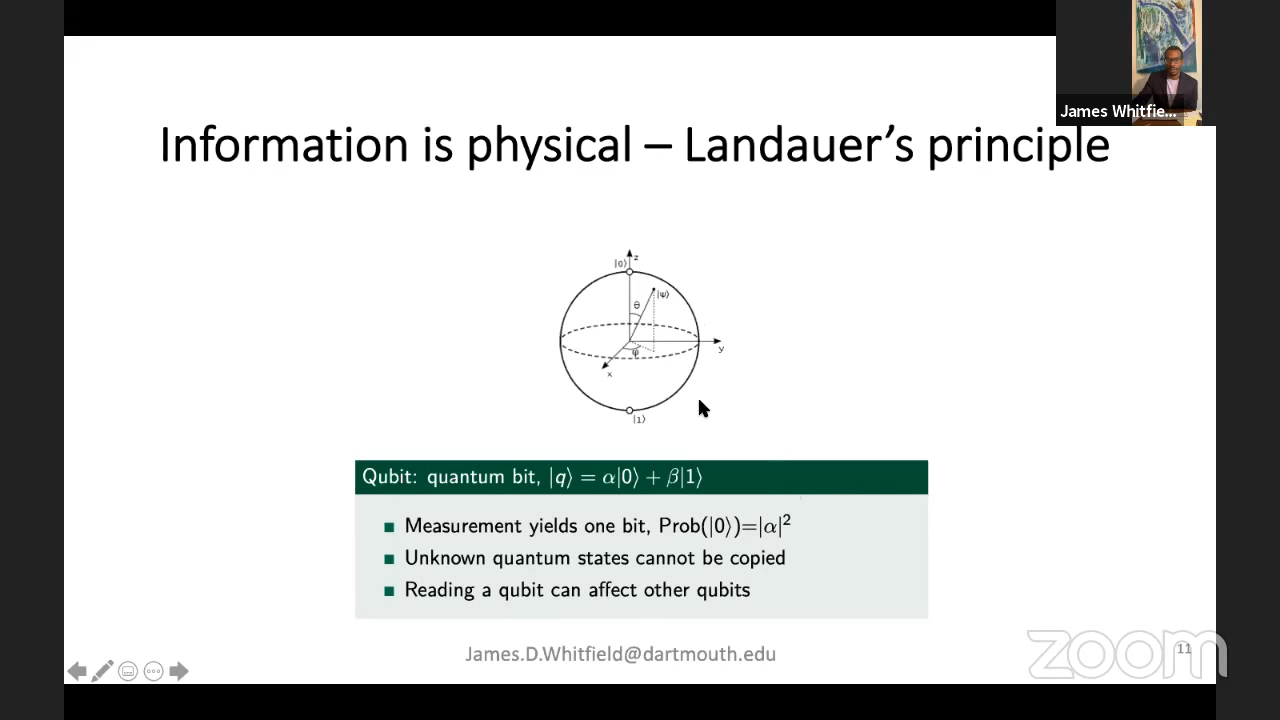 James Whitfie...
Information is physical – Landauer's principle
|0⟩ z
|ψ⟩
θ
φ
y
x
|1⟩
Qubit: quantum bit, |q⟩ = α|0⟩ + β|1⟩
Measurement yields one bit, Prob(|0⟩)=|α|²
Unknown quantum states cannot be copied
Reading a qubit can affect other qubits
James.D.Whitfield@dartmouth.edu
zoom
11